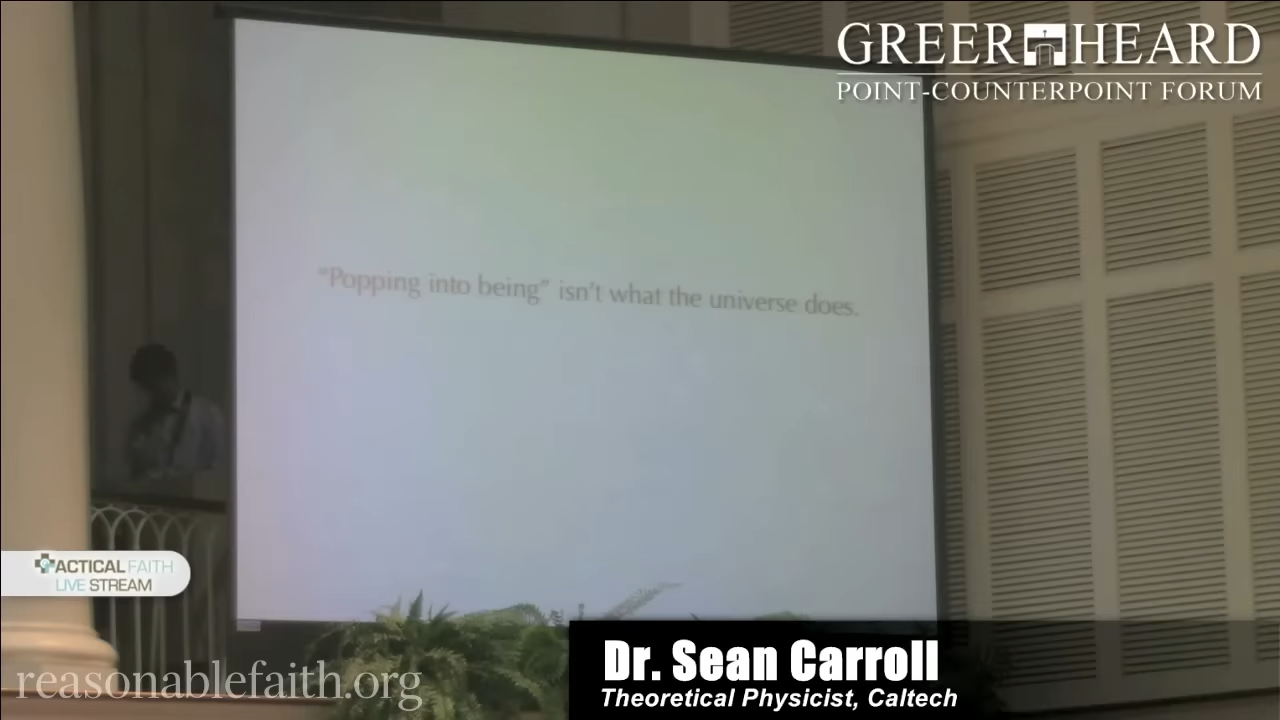 GREER HEARD
POINT-COUNTERPOINT FORUM
“Popping into being” isn’t what the universe does.
TACTICAL FAITH
LIVE STREAM
Dr. Sean Carroll
Theoretical Physicist, Caltech
reasonablefaith.org